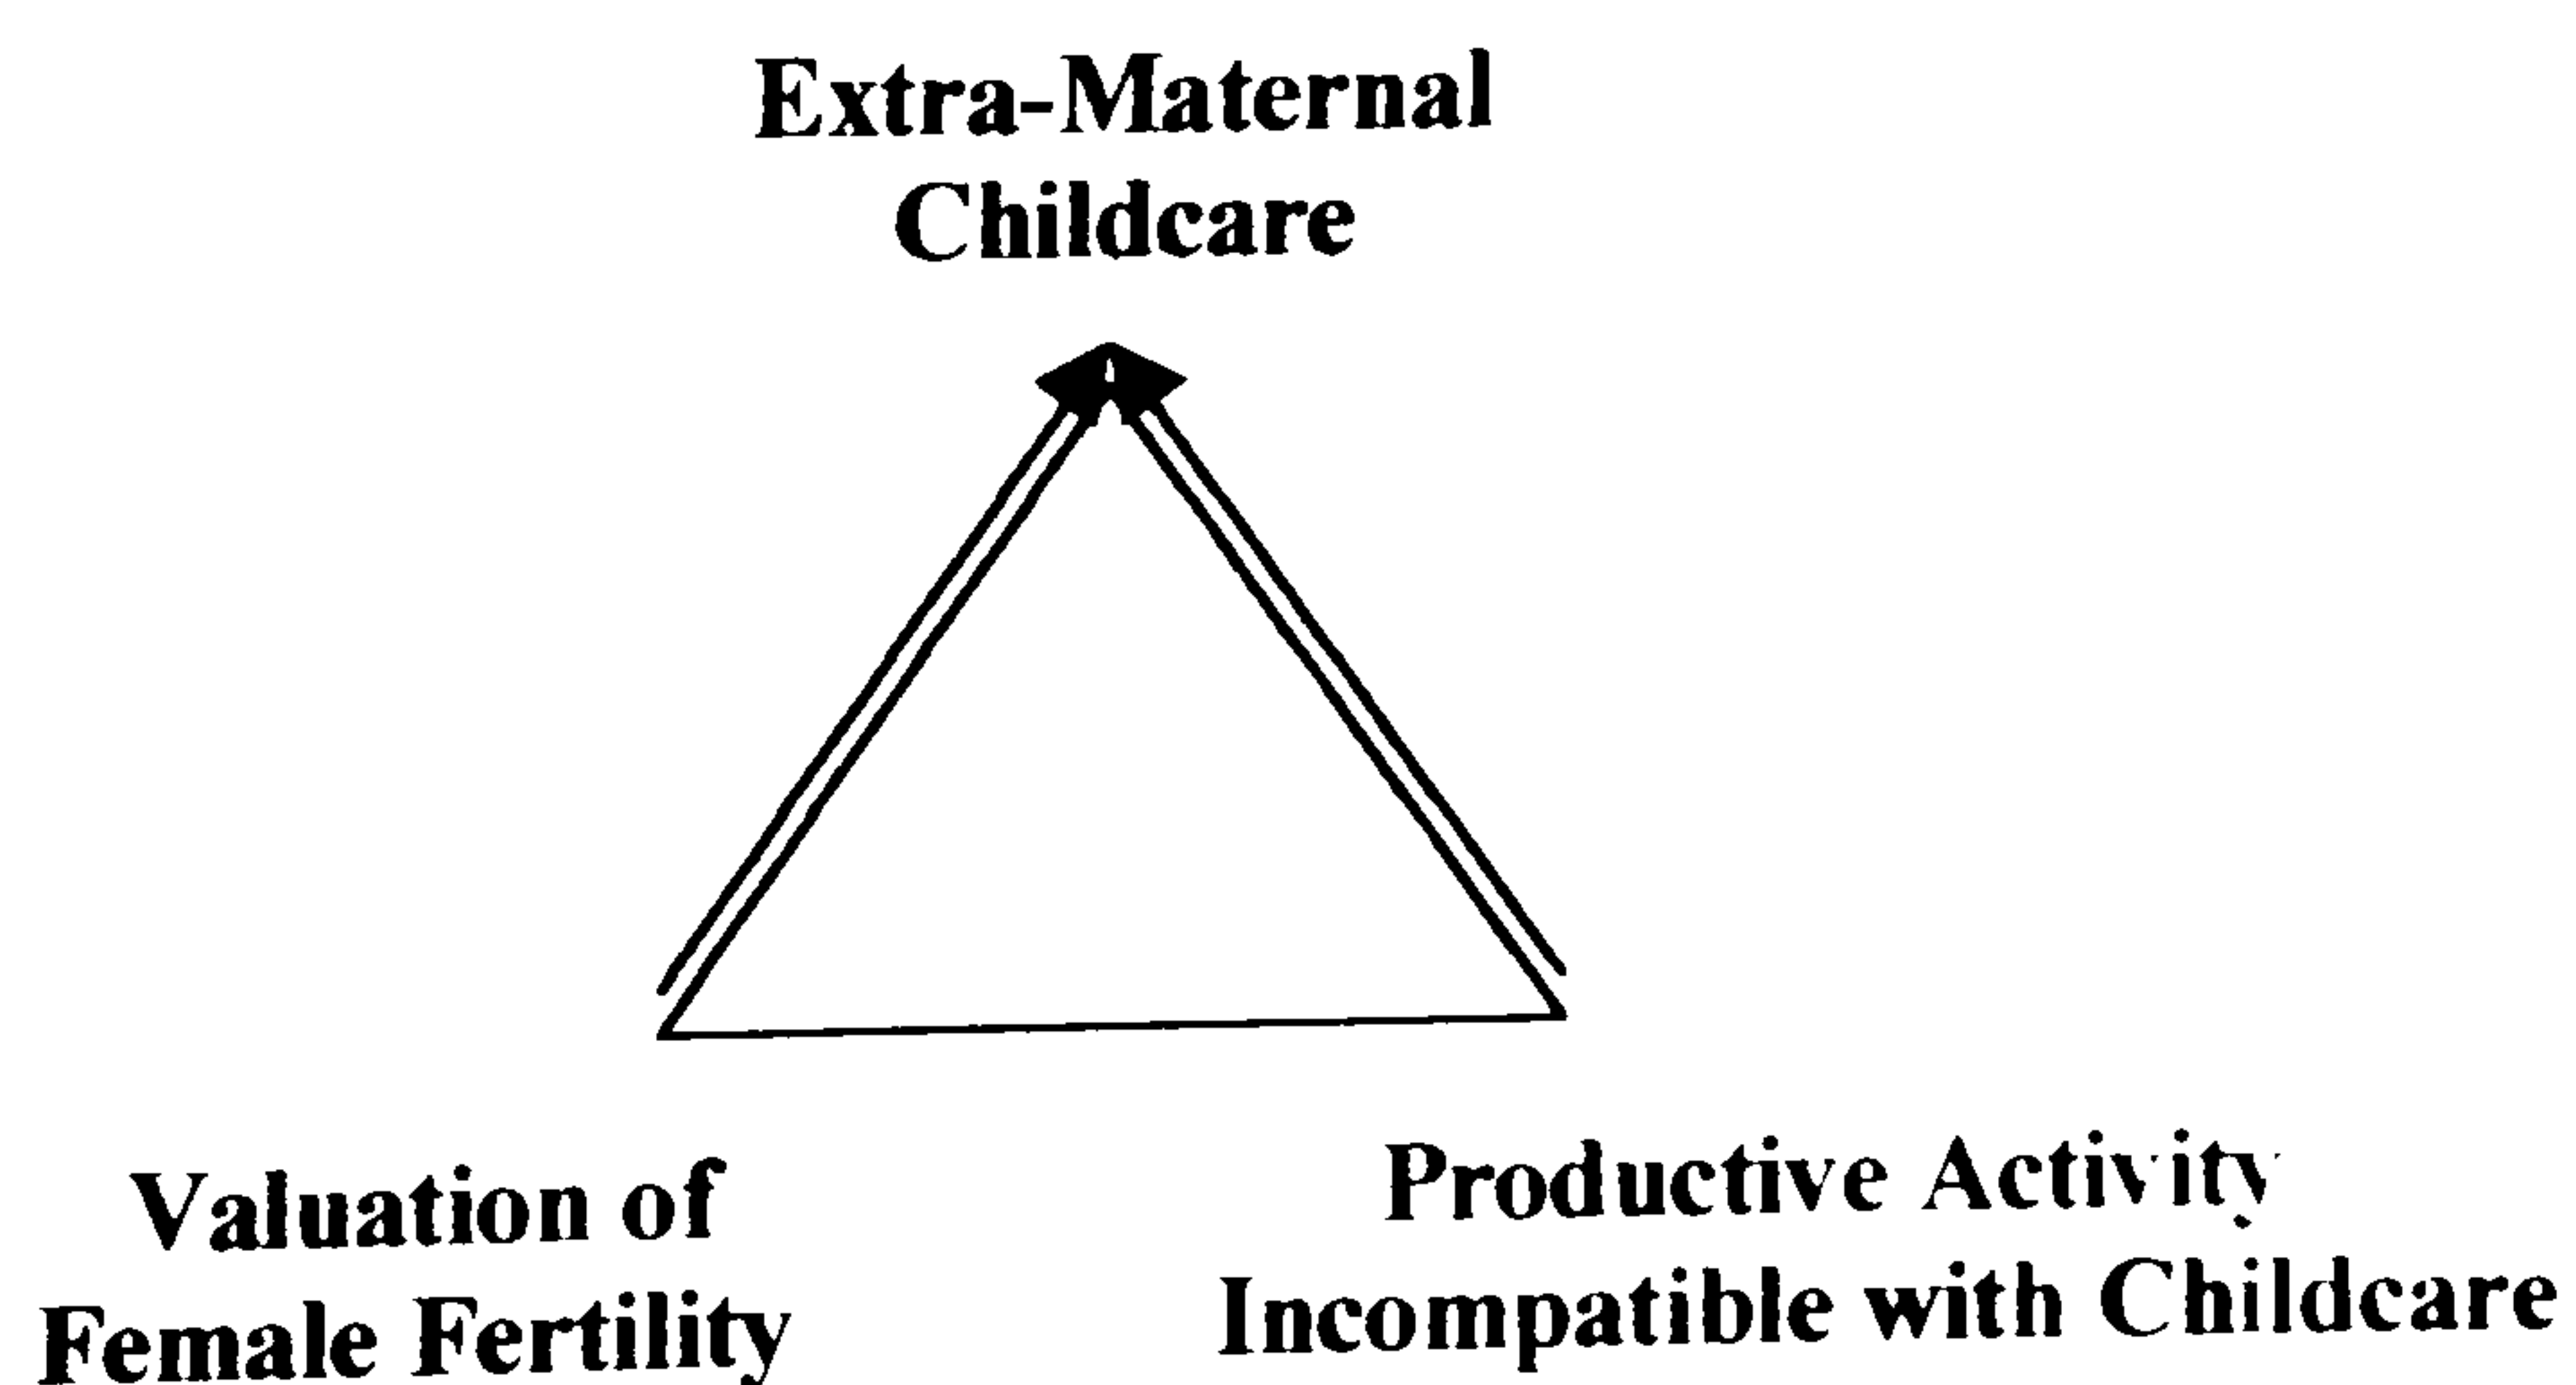 Extra-Maternal
Childcare
Valuation of
Female Fertility
Productive Activity
Incompatible with Childcare